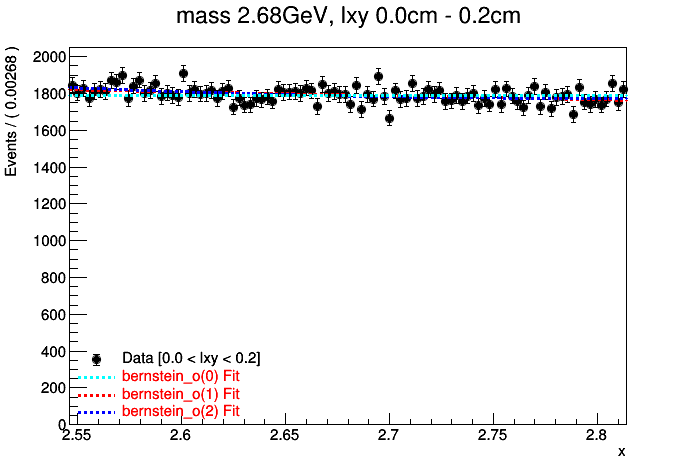 mass 2.68GeV, lxy 0.0cm - 0.2cm
Events / ( 0.00268 )
2000
1800
1600
1400
1200
1000
800
600
400
200
0
Data [0.0 < lxy < 0.2]
bernstein_o(0) Fit
bernstein_o(1) Fit
bernstein_o(2) Fit
2.55 2.6 2.65 2.7 2.75 2.8
x